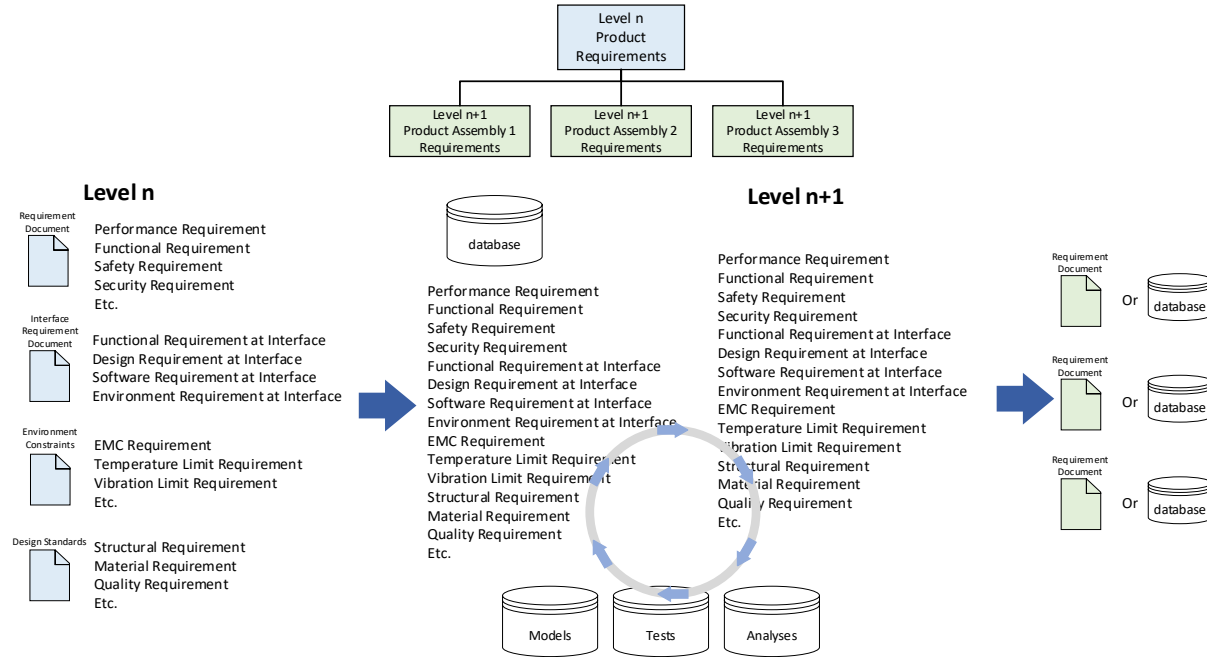 Level n
Product
Requirements
Level n+1
Product Assembly 1
Requirements
Level n+1
Product Assembly 2
Requirements
Level n+1
Product Assembly 3
Requirements
Level n
Requirement
Document
Performance Requirement
Functional Requirement
Safety Requirement
Security Requirement
Etc.
Interface
Requirement
Document
Functional Requirement at Interface
Design Requirement at Interface
Software Requirement at Interface
Environment Requirement at Interface
Environment
Constraints
EMC Requirement
Temperature Limit Requirement
Vibration Limit Requirement
Etc.
Design Standards
Structural Requirement
Material Requirement
Quality Requirement
Etc.
database
Performance Requirement
Functional Requirement
Safety Requirement
Security Requirement
Functional Requirement at Interface
Design Requirement at Interface
Software Requirement at Interface
Environment Requirement at Interface
EMC Requirement
Temperature Limit Requirement
Vibration Limit Requirement
Structural Requirement
Material Requirement
Quality Requirement
Etc.
Models
Tests
Analyses
Level n+1
Performance Requirement
Functional Requirement
Safety Requirement
Security Requirement
Functional Requirement at Interface
Design Requirement at Interface
Software Requirement at Interface
Environment Requirement at Interface
EMC Requirement
Temperature Limit Requirement
Vibration Limit Requirement
Structural Requirement
Material Requirement
Quality Requirement
Etc.
Requirement
Document
Or
database
Requirement
Document
Or
database
Requirement
Document
Or
database